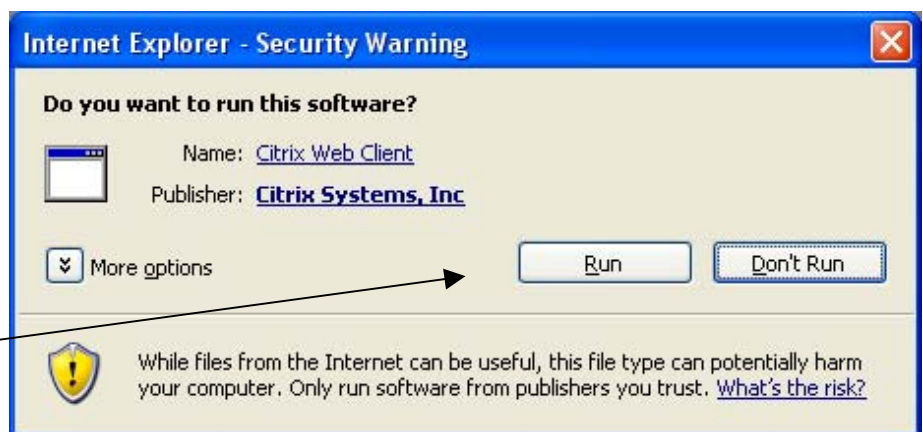 Internet Explorer - Security Warning
Do you want to run this software?
Name: Citrix Web Client
Publisher: Citrix Systems, Inc
More options
Run
Don't Run
While files from the Internet can be useful, this file type can potentially harm
your computer. Only run software from publishers you trust. What's the risk?